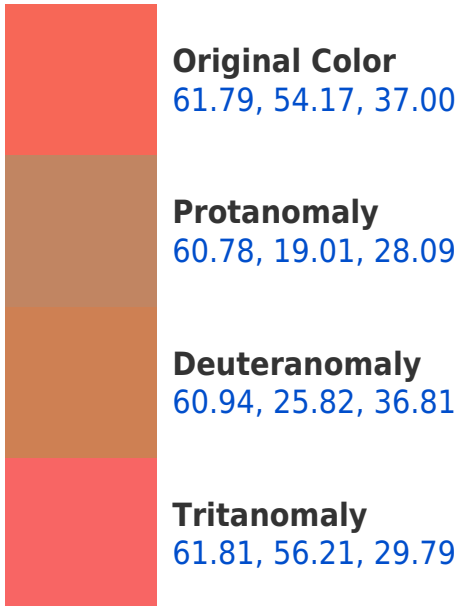 Original Color
61.79, 54.17, 37.00
Protanomaly
60.78, 19.01, 28.09
Deuteranomaly
60.94, 25.82, 36.81
Tritanomaly
61.81, 56.21, 29.79